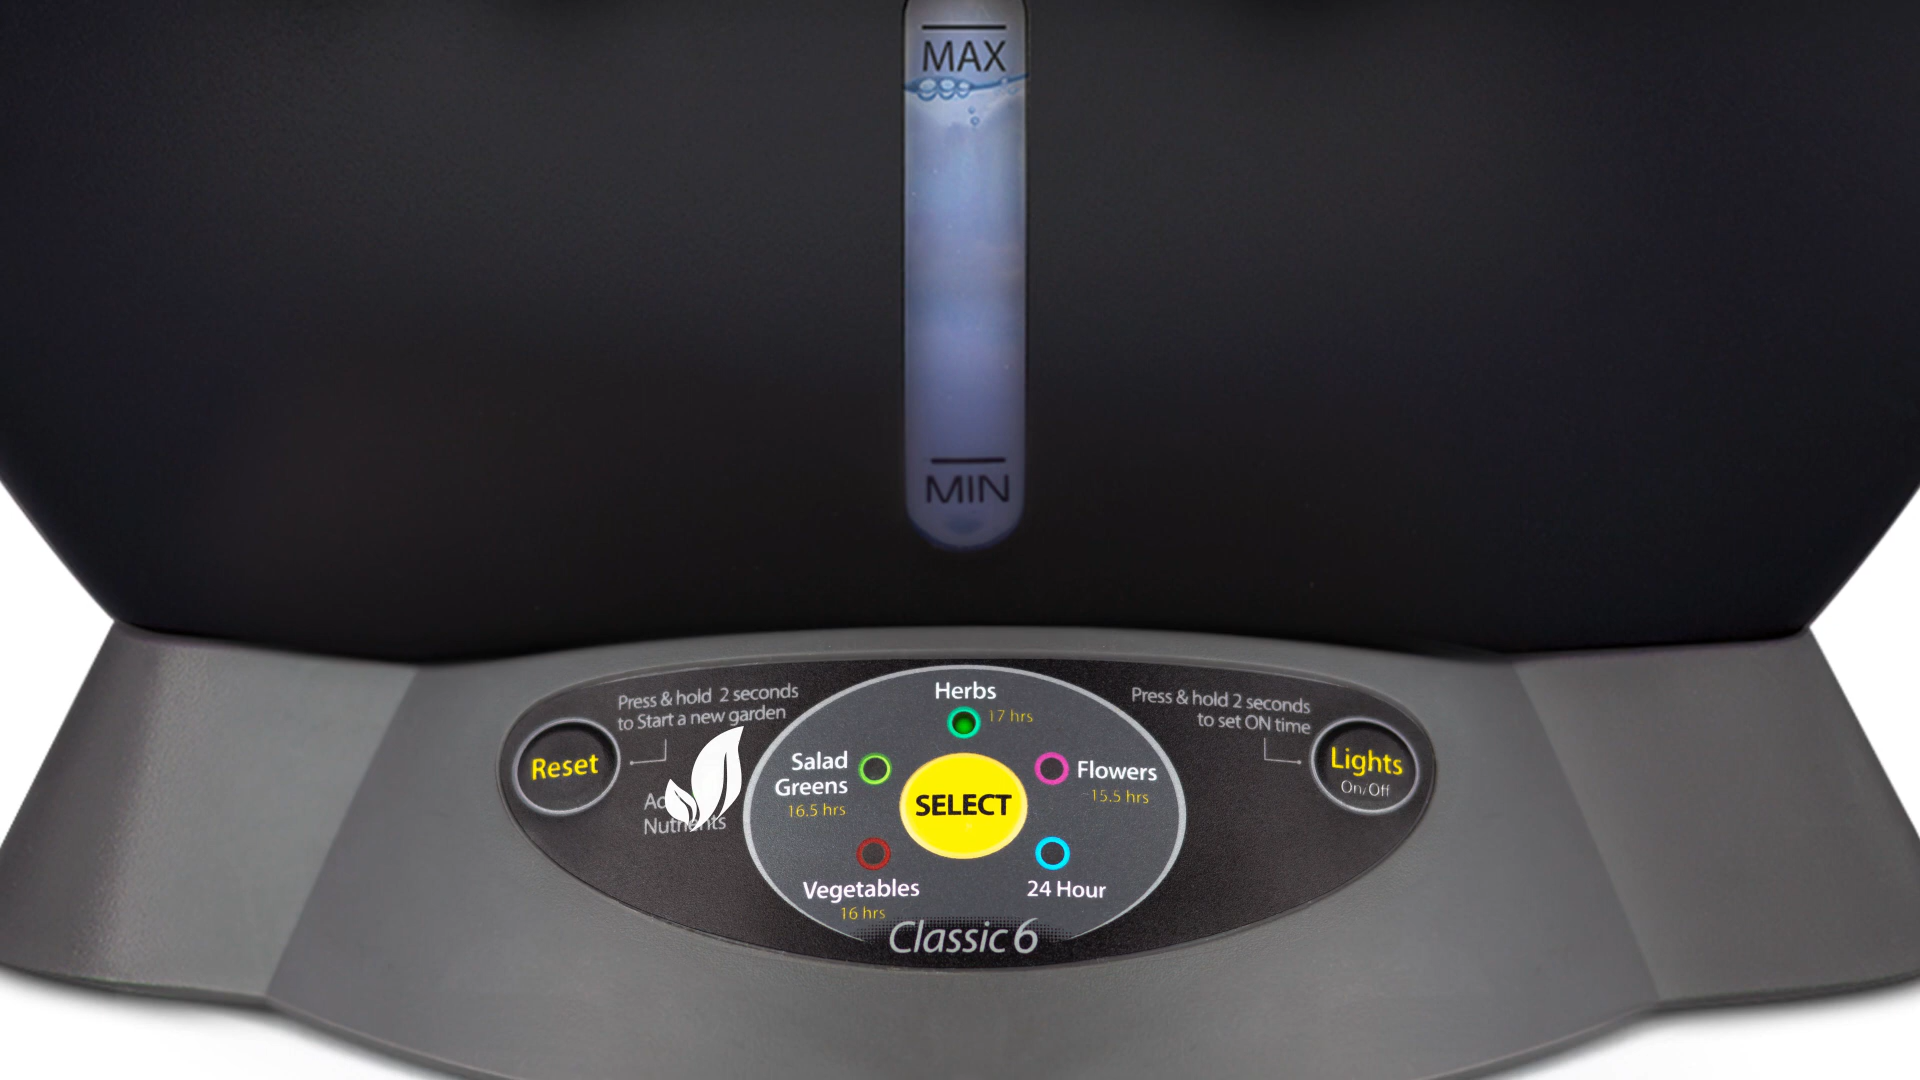 MAX
MIN
Press & hold 2 seconds
to Start a new garden
Reset
Nutrients
Herbs
17 hrs
Salad
Greens
16.5 hrs
SELECT
Flowers
15.5 hrs
Vegetables
16 hrs
24 Hour
Classic 6
Press & hold 2 seconds
to set ON time
Lights
On/Off